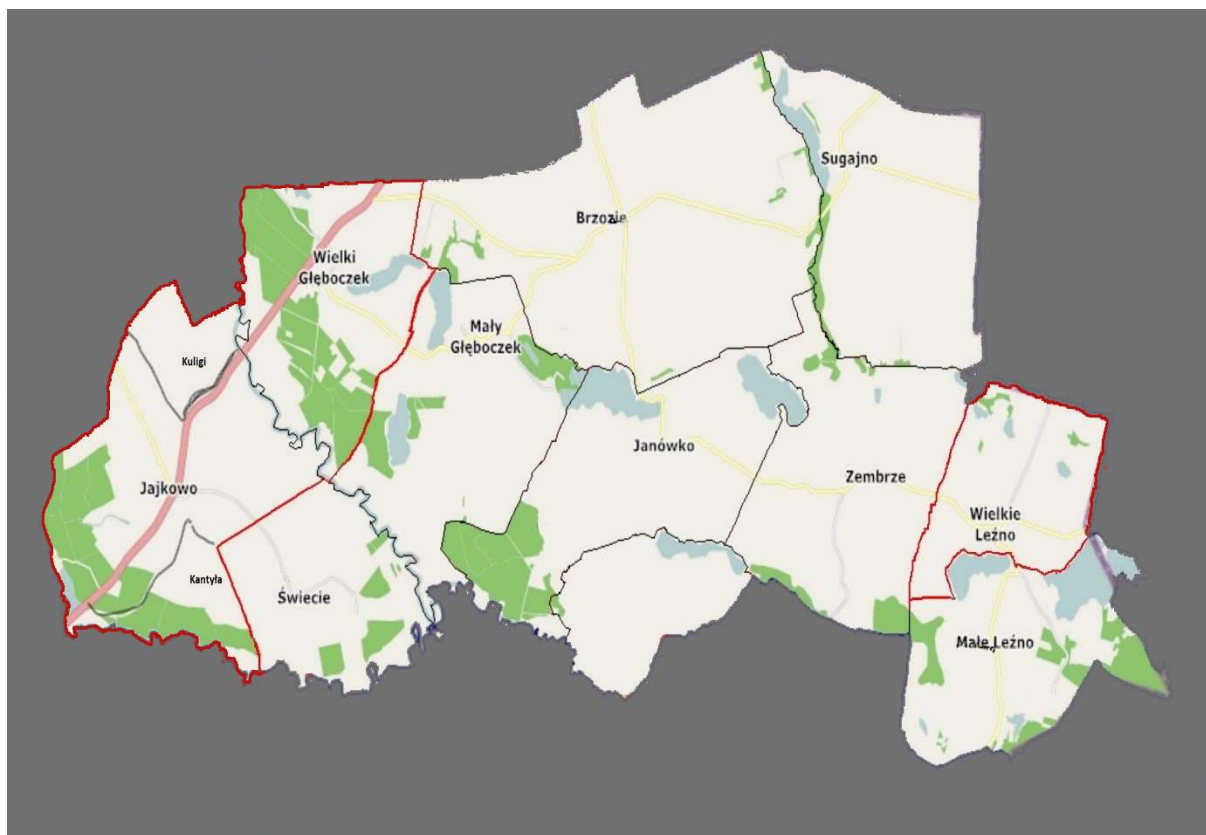 Sugajno
Brzozie
Wielki
Głęboczek
Mały
Głęboczek
Kuligi
Janówko
Zembrze
Jajkowo
Wielkie
Leźno
Kantyła
Świecie
Małe Leźno